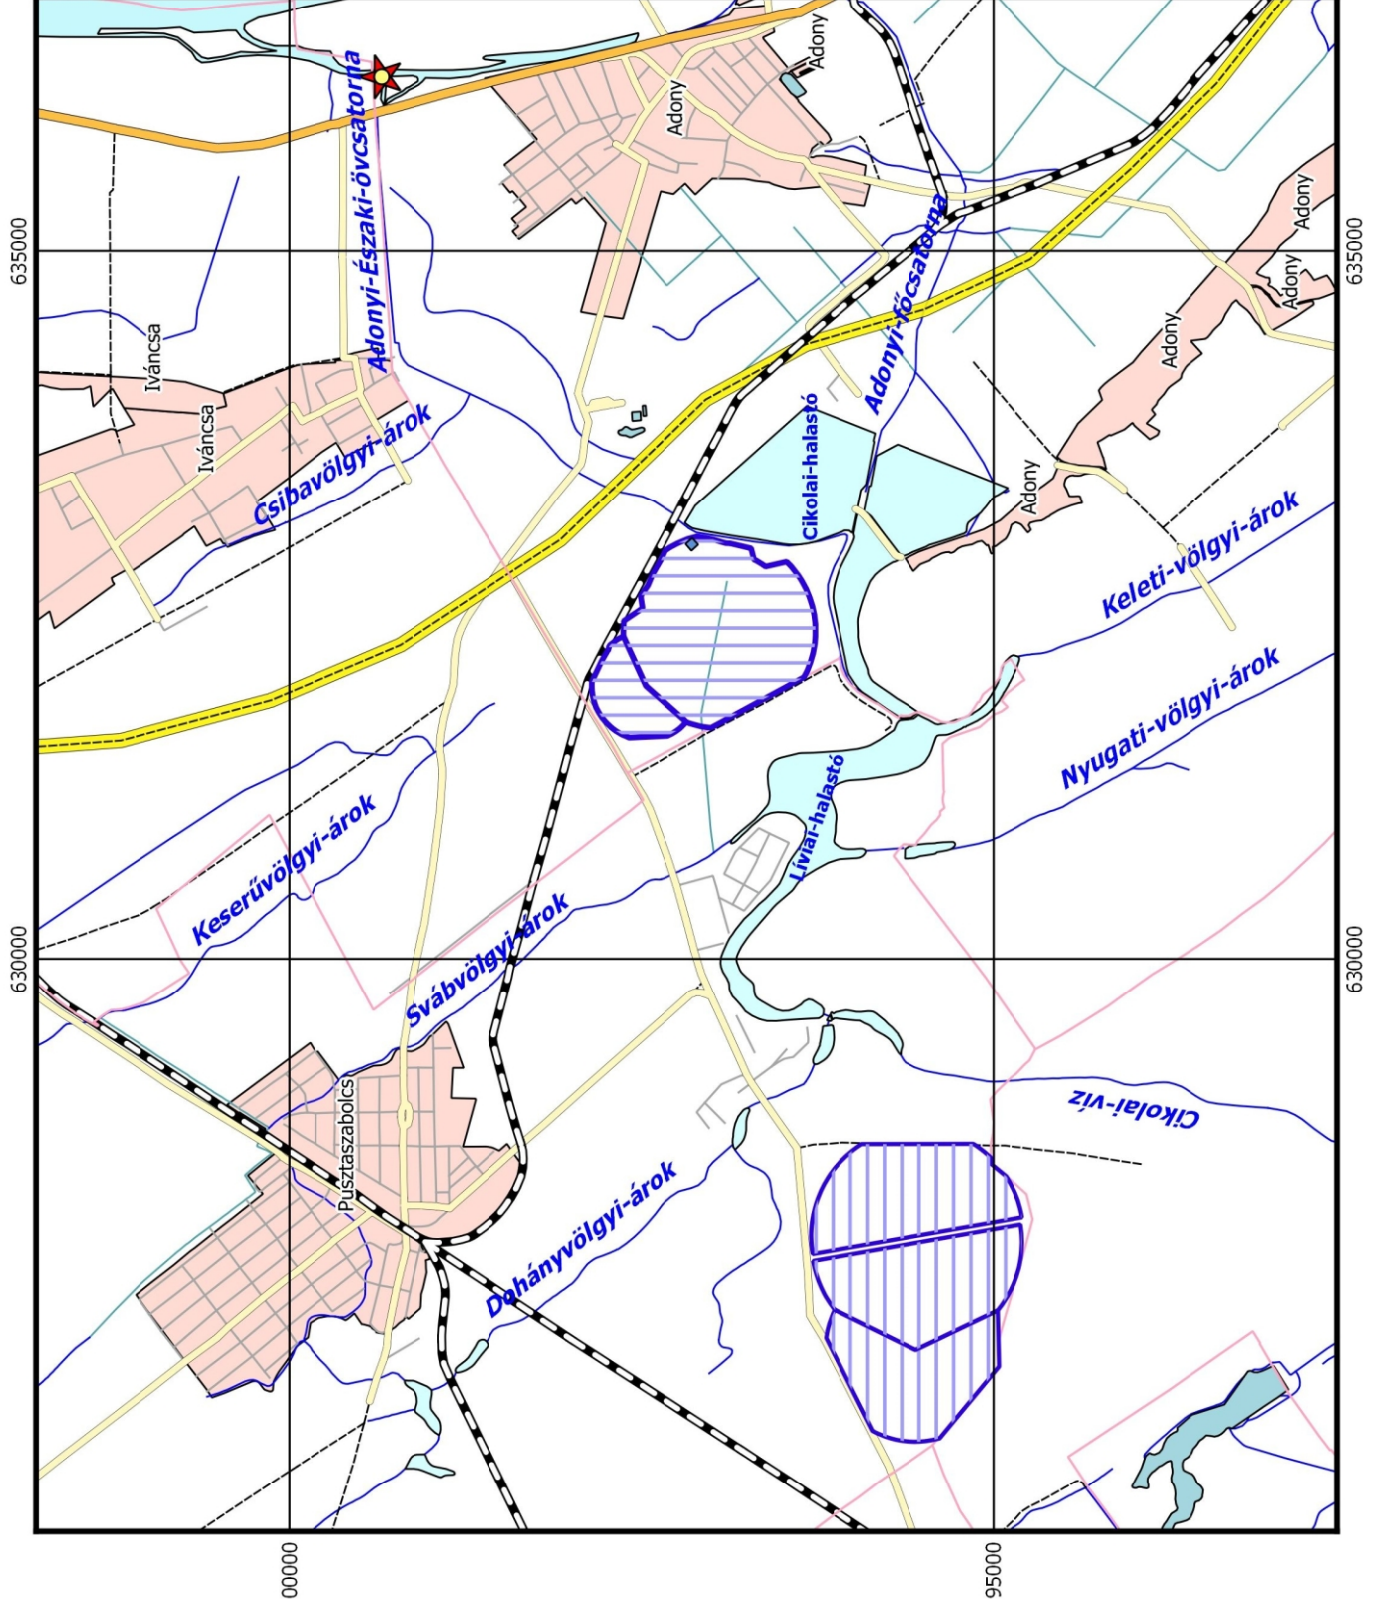 Adony
Adony
Adonyi-Északi-övcsatorna
635000
635000
Adony
Adony
Adonyi-főcsatorna
Iváncsa
Iváncsa
Adony
Csibavölgyi-árok
Cikolai-halastó
Adony
Keleti-völgyi-árok
Nyugati-völgyi-árok
Líviai-halastó
Keserűvölgyi-árok
Svábvölgyi-árok
630000
630000
Pusztaszabolcs
Cikolai-víz
Dohányvölgyi-árok
00000
95000